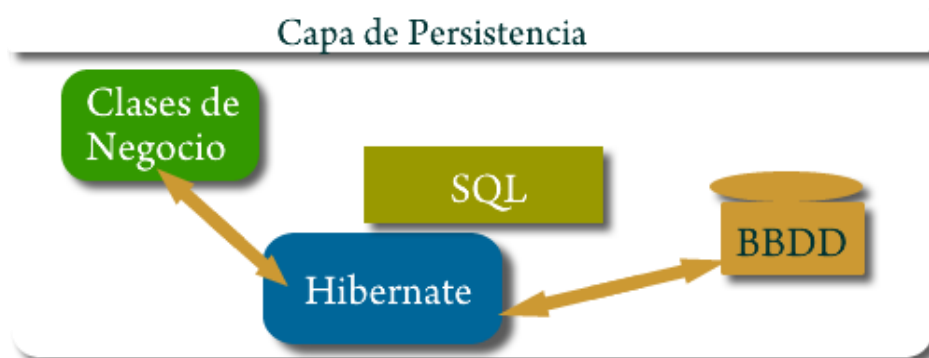 Capa de Persistencia
Clases de
Negocio
SQL
BBDD
Hibernate